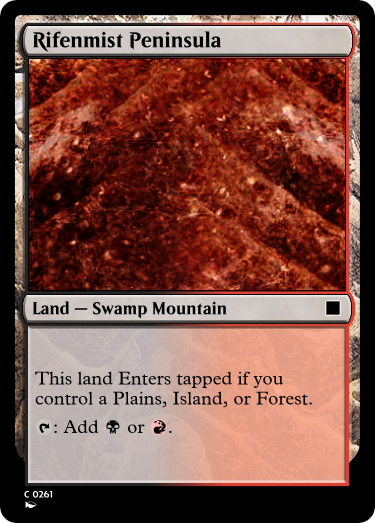 Rifenmist Peninsula
Land — Swamp Mountain
This land Enters tapped if you
control a Plains, Island, or Forest.
: Add or .
C 0261